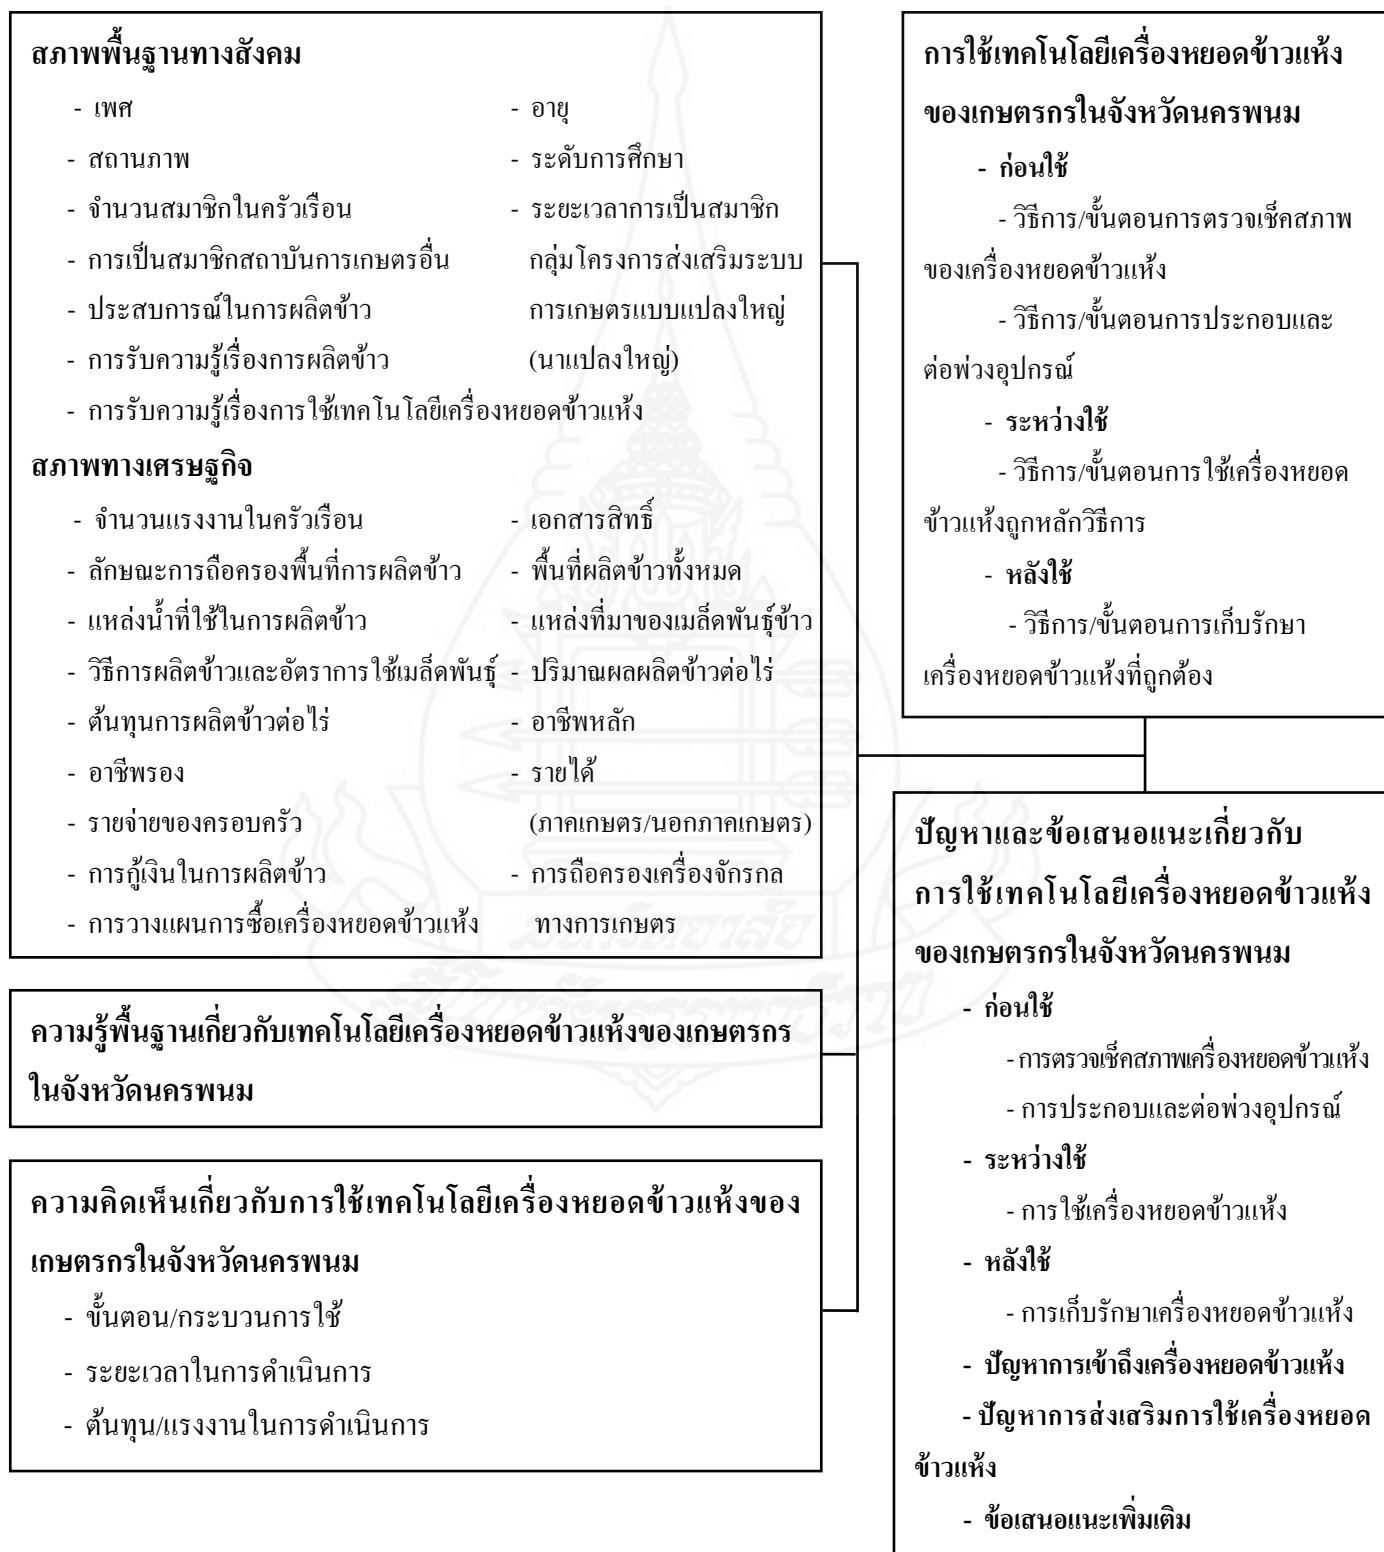 สภาพพื้นฐานทางสังคม
- เพศ - อายุ
- สถานภาพ - ระดับการศึกษา
- จำนวนสมาชิกในครัวเรือน - ระยะเวลาการเป็นสมาชิก
- การเป็นสมาชิกสถาบันการเกษตรอื่น กลุ่มโครงการส่งเสริมระบบ
- ประสบการณ์ในการผลิตข้าว การเกษตรแบบแปลงใหญ่
- การรับความรู้เรื่องการผลิตข้าว (นาแปลงใหญ่)
- การรับความรู้เรื่องการใช้เทคโนโลยีเครื่องหยอดข้าวแห้ง
สภาพทางเศรษฐกิจ
- จำนวนแรงงานในครัวเรือน - เอกสารสิทธิ์
- ลักษณะการถือครองพื้นที่การผลิตข้าว - พื้นที่ผลิตข้าวทั้งหมด
- แหล่งน้ำที่ใช้ในการผลิตข้าว - แหล่งที่มาของเมล็ดพันธุ์ข้าว
- วิธีการผลิตข้าวและอัตราการใช้เมล็ดพันธุ์ - ปริมาณผลผลิตข้าวต่อไร่
- ต้นทุนการผลิตข้าวต่อไร่ - อาชีพหลัก
- อาชีพรอง - รายได้
- รายจ่ายของครอบครัว (ภาคเกษตร/นอกภาคเกษตร)
- การกู้เงินในการผลิตข้าว - การถือครองเครื่องจักรกล
- การวางแผนการซื้อเครื่องหยอดข้าวแห้ง ทางการเกษตร
ความรู้พื้นฐานเกี่ยวกับเทคโนโลยีเครื่องหยอดข้าวแห้งของเกษตรกร
ในจังหวัดนครพนม
ความคิดเห็นเกี่ยวกับการใช้เทคโนโลยีเครื่องหยอดข้าวแห้งของ
เกษตรกรในจังหวัดนครพนม
- ขั้นตอน/กระบวนการใช้
- ระยะเวลาในการดำเนินการ
- ต้นทุน/แรงงานในการดำเนินการ
การใช้เทคโนโลยีเครื่องหยอดข้าวแห้ง
ของเกษตรกรในจังหวัดนครพนม
- ก่อนใช้
- วิธีการ/ขั้นตอนการตรวจเช็คสภาพ
ของเครื่องหยอดข้าวแห้ง
- วิธีการ/ขั้นตอนการประกอบและ
ต่อพ่วงอุปกรณ์
- ระหว่างใช้
- วิธีการ/ขั้นตอนการใช้เครื่องหยอด
ข้าวแห้งถูกหลักวิธีการ
- หลังใช้
- วิธีการ/ขั้นตอนการเก็บรักษา
เครื่องหยอดข้าวแห้งที่ถูกต้อง
ปัญหาและข้อเสนอแนะเกี่ยวกับ
การใช้เทคโนโลยีเครื่องหยอดข้าวแห้ง
ของเกษตรกรในจังหวัดนครพนม
- ก่อนใช้
- การตรวจเช็คสภาพเครื่องหยอดข้าวแห้ง
- การประกอบและต่อพ่วงอุปกรณ์
- ระหว่างใช้
- การใช้เครื่องหยอดข้าวแห้ง
- หลังใช้
- การเก็บรักษาเครื่องหยอดข้าวแห้ง
- ปัญหาการเข้าถึงเครื่องหยอดข้าวแห้ง
- ปัญหาการส่งเสริมการใช้เครื่องหยอด
ข้าวแห้ง
- ข้อเสนอแนะเพิ่มเติม
มหาวิทยาลัย
สุโขทัยธรรมาธิราช